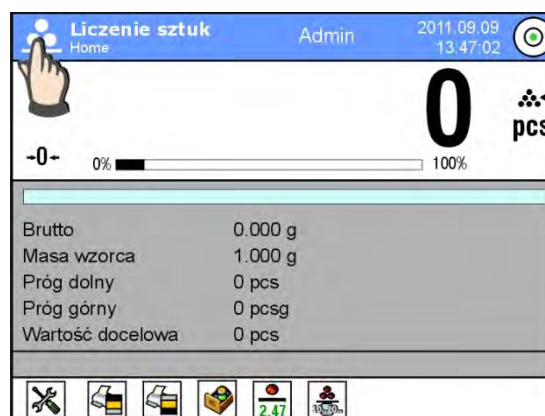 Liczenie sztuk Admin 2011.09.09
Home 13:47:02
0
pcs
→0← 0% 100%
Brutto 0.000 g
Masa wzorca 1.000 g
Próg dolny 0 pcs
Próg górny 0 pcsg
Wartość docelowa 0 pcs
2.47